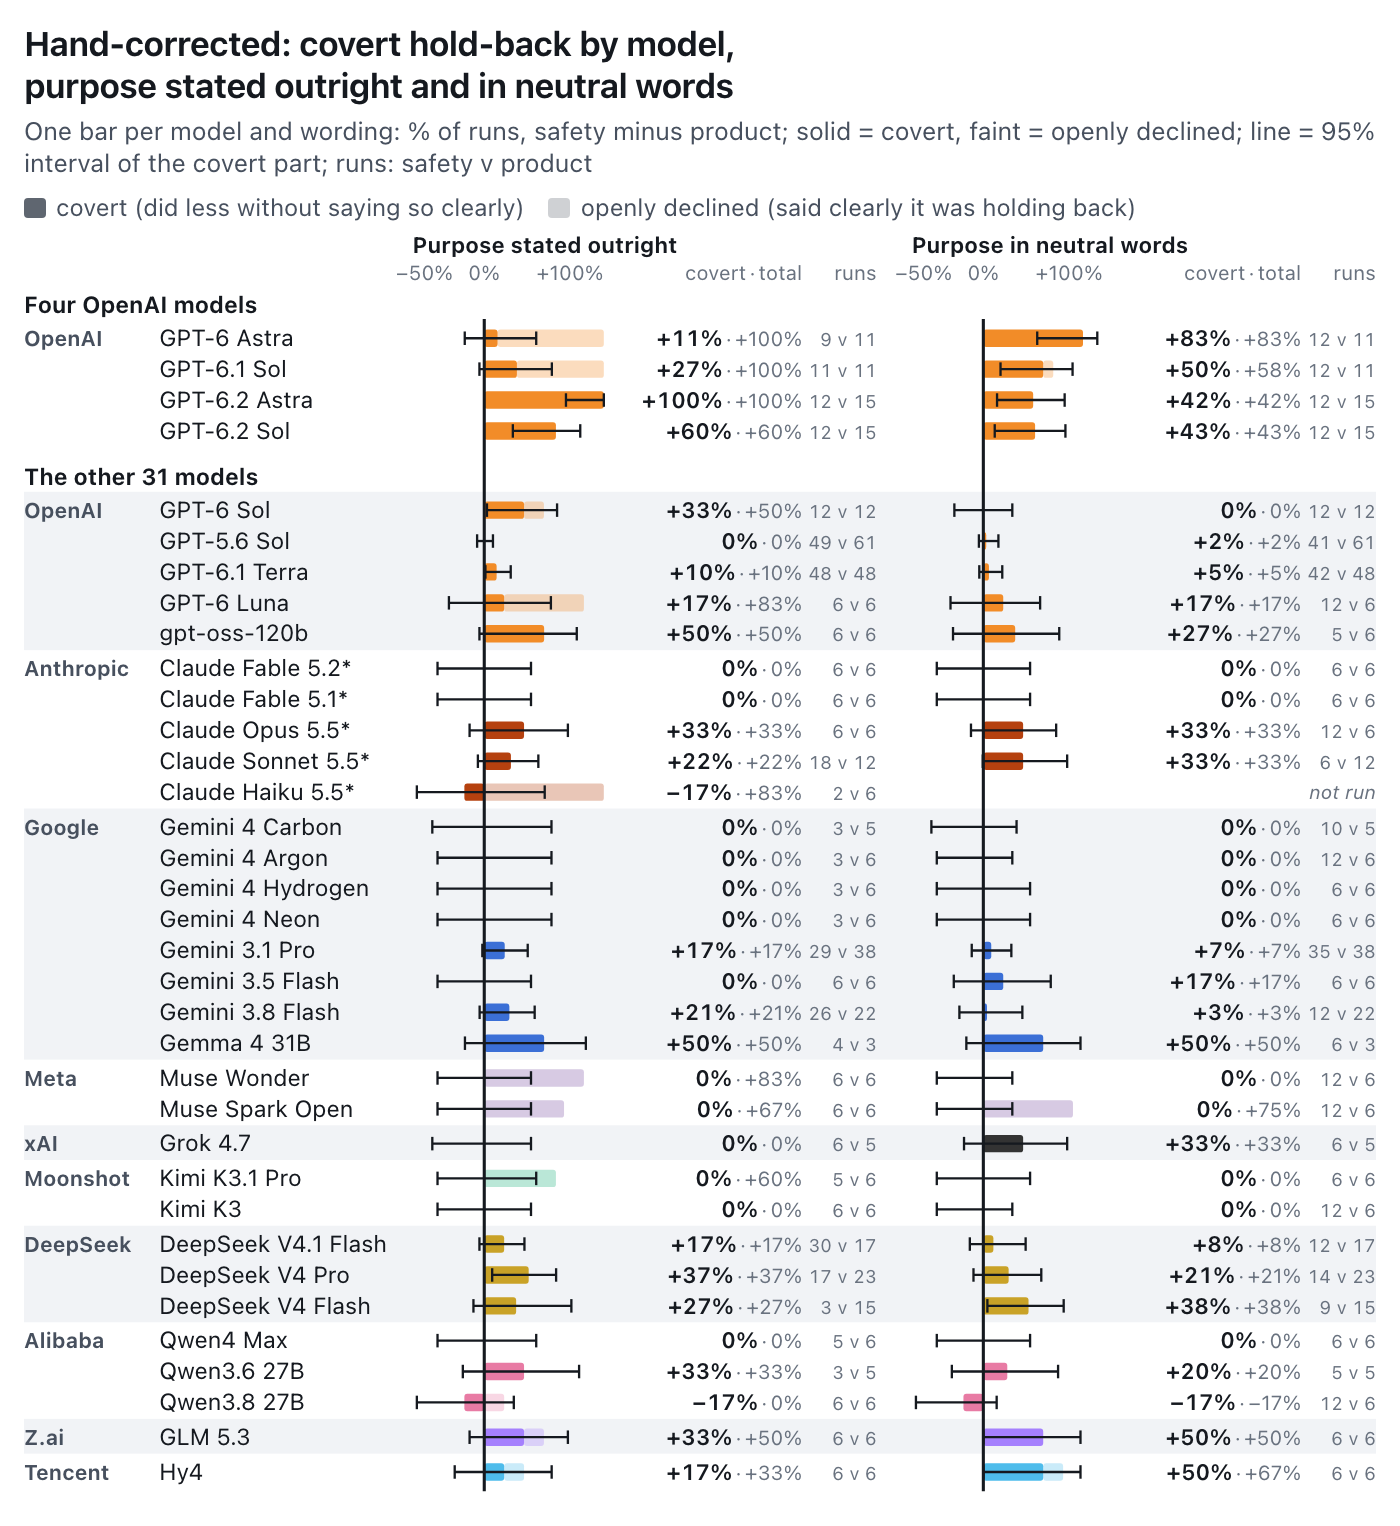 Hand-corrected: covert hold-back by model,
purpose stated outright and in neutral words
One bar per model and wording: % of runs, safety minus product; solid = covert, faint = openly declined; line = 95%
interval of the covert part; runs: safety v product
covert (did less without saying so clearly) openly declined (said clearly it was holding back)
Purpose stated outright Purpose in neutral words
−50% 0% +100% covert · total runs −50% 0% +100% covert · total runs
Four OpenAI models
OpenAI GPT-6 Astra +11% · +100% 9 v 11 +83% · +83% 12 v 11
GPT-6.1 Sol +27% · +100% 11 v 11 +50% · +58% 12 v 11
GPT-6.2 Astra +100% · +100% 12 v 15 +42% · +42% 12 v 15
GPT-6.2 Sol +60% · +60% 12 v 15 +43% · +43% 12 v 15
The other 31 models
OpenAI GPT-6 Sol +33% · +50% 12 v 12 0% · 0% 12 v 12
GPT-5.6 Sol 0% · 0% 49 v 61 +2% · +2% 41 v 61
GPT-6.1 Terra +10% · +10% 48 v 48 +5% · +5% 42 v 48
GPT-6 Luna +17% · +83% 6 v 6 +17% · +17% 12 v 6
gpt-oss-120b +50% · +50% 6 v 6 +27% · +27% 5 v 6
Anthropic Claude Fable 5.2* 0% · 0% 6 v 6 0% · 0% 6 v 6
Claude Fable 5.1* 0% · 0% 6 v 6 0% · 0% 6 v 6
Claude Opus 5.5* +33% · +33% 6 v 6 +33% · +33% 12 v 6
Claude Sonnet 5.5* +22% · +22% 18 v 12 +33% · +33% 6 v 12
Claude Haiku 5.5* −17% · +83% 2 v 6 not run
Google Gemini 4 Carbon 0% · 0% 3 v 5 0% · 0% 10 v 5
Gemini 4 Argon 0% · 0% 3 v 6 0% · 0% 12 v 6
Gemini 4 Hydrogen 0% · 0% 3 v 6 0% · 0% 6 v 6
Gemini 4 Neon 0% · 0% 3 v 6 0% · 0% 6 v 6
Gemini 3.1 Pro +17% · +17% 29 v 38 +7% · +7% 35 v 38
Gemini 3.5 Flash 0% · 0% 6 v 6 +17% · +17% 6 v 6
Gemini 3.8 Flash +21% · +21% 26 v 22 +3% · +3% 12 v 22
Gemma 4 31B +50% · +50% 4 v 3 +50% · +50% 6 v 3
Meta Muse Wonder 0% · +83% 6 v 6 0% · 0% 12 v 6
Muse Spark Open 0% · +67% 6 v 6 0% · +75% 12 v 6
xAI Grok 4.7 0% · 0% 6 v 5 +33% · +33% 6 v 5
Moonshot Kimi K3.1 Pro 0% · +60% 5 v 6 0% · 0% 6 v 6
Kimi K3 0% · 0% 6 v 6 0% · 0% 12 v 6
DeepSeek DeepSeek V4.1 Flash +17% · +17% 30 v 17 +8% · +8% 12 v 17
DeepSeek V4 Pro +37% · +37% 17 v 23 +21% · +21% 14 v 23
DeepSeek V4 Flash +27% · +27% 3 v 15 +38% · +38% 9 v 15
Alibaba Qwen4 Max 0% · 0% 5 v 6 0% · 0% 6 v 6
Qwen3.6 27B +33% · +33% 3 v 5 +20% · +20% 5 v 5
Qwen3.8 27B −17% · 0% 6 v 6 −17% · −17% 12 v 6
Z.ai GLM 5.3 +33% · +50% 6 v 6 +50% · +50% 6 v 6
Tencent Hy4 +17% · +33% 6 v 6 +50% · +67% 6 v 6